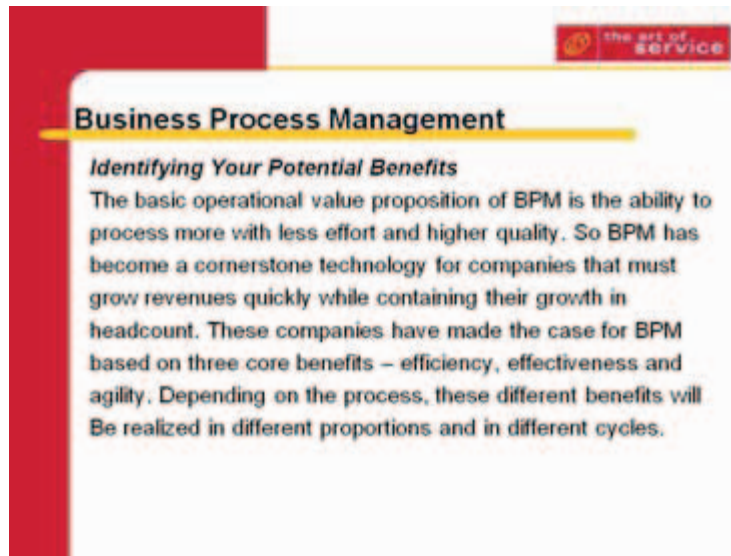 the art of
service
Business Process Management
Identifying Your Potential Benefits
The basic operational value proposition of BPM is the ability to
process more with less effort and higher quality. So BPM has
become a cornerstone technology for companies that must
grow revenues quickly while containing their growth in
headcount. These companies have made the case for BPM
based on three core benefits – efficiency, effectiveness and
agility. Depending on the process, these different benefits will
Be realized in different proportions and in different cycles.